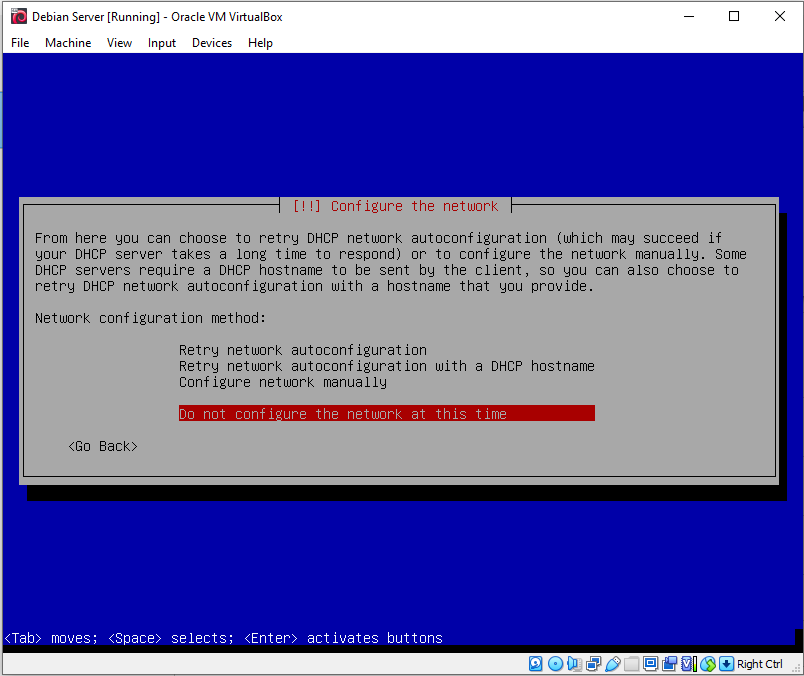 Debian Server [Running] - Oracle VM VirtualBox
File Machine View Input Devices Help
[!!] Configure the network
From here you can choose to retry DHCP network autoconfiguration (which may succeed if
your DHCP server takes a long time to respond) or to configure the network manually. Some
DHCP servers require a DHCP hostname to be sent by the client, so you can also choose to
retry DHCP network autoconfiguration with a hostname that you provide.
Network configuration method:
Retry network autoconfiguration
Retry network autoconfiguration with a DHCP hostname
Configure network manually
Do not configure the network at this time
<Go Back>
<Tab> moves; <Space> selects; <Enter> activates buttons
Right Ctrl